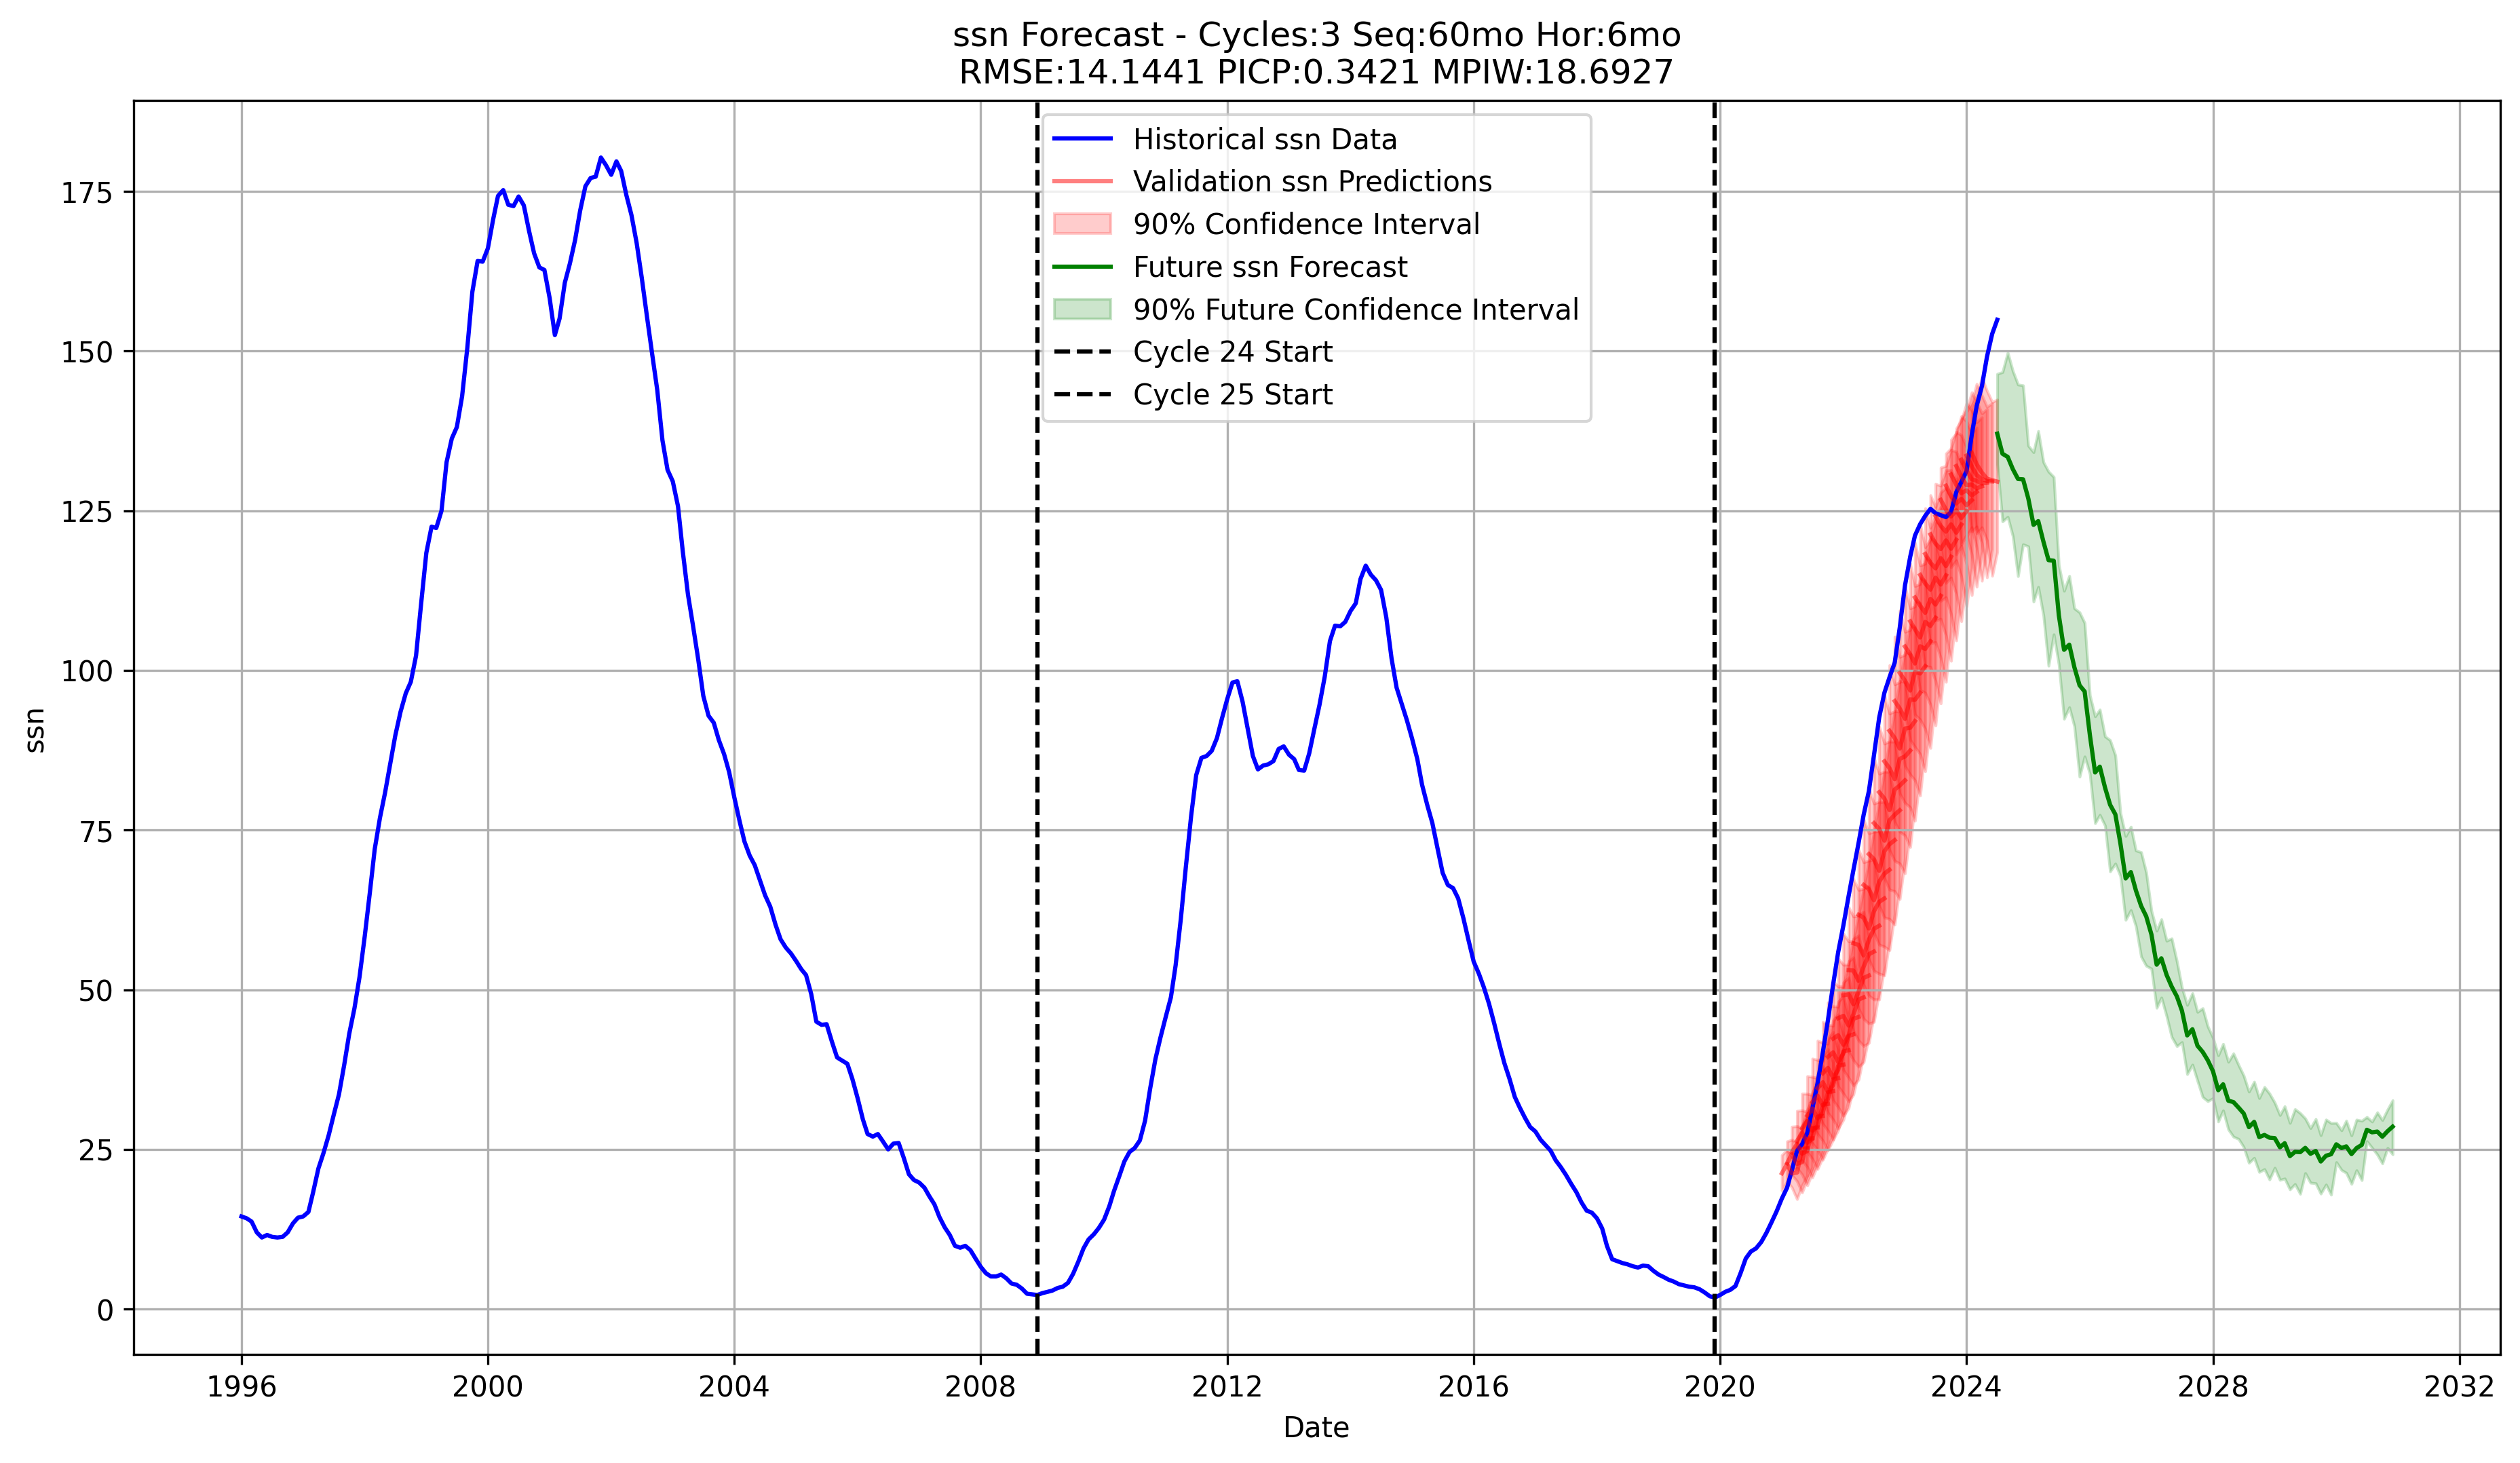 ssn Forecast - Cycles:3 Seq:60mo Hor:6mo
RMSE:14.1441 PICP:0.3421 MPIW:18.6927
Historical ssn Data
Validation ssn Predictions
90% Confidence Interval
Future ssn Forecast
90% Future Confidence Interval
Cycle 24 Start
Cycle 25 Start
175
150
125
100
75
50
25
0
ssn
1996 2000 2004 2008 2012 2016 2020 2024 2028 2032
Date